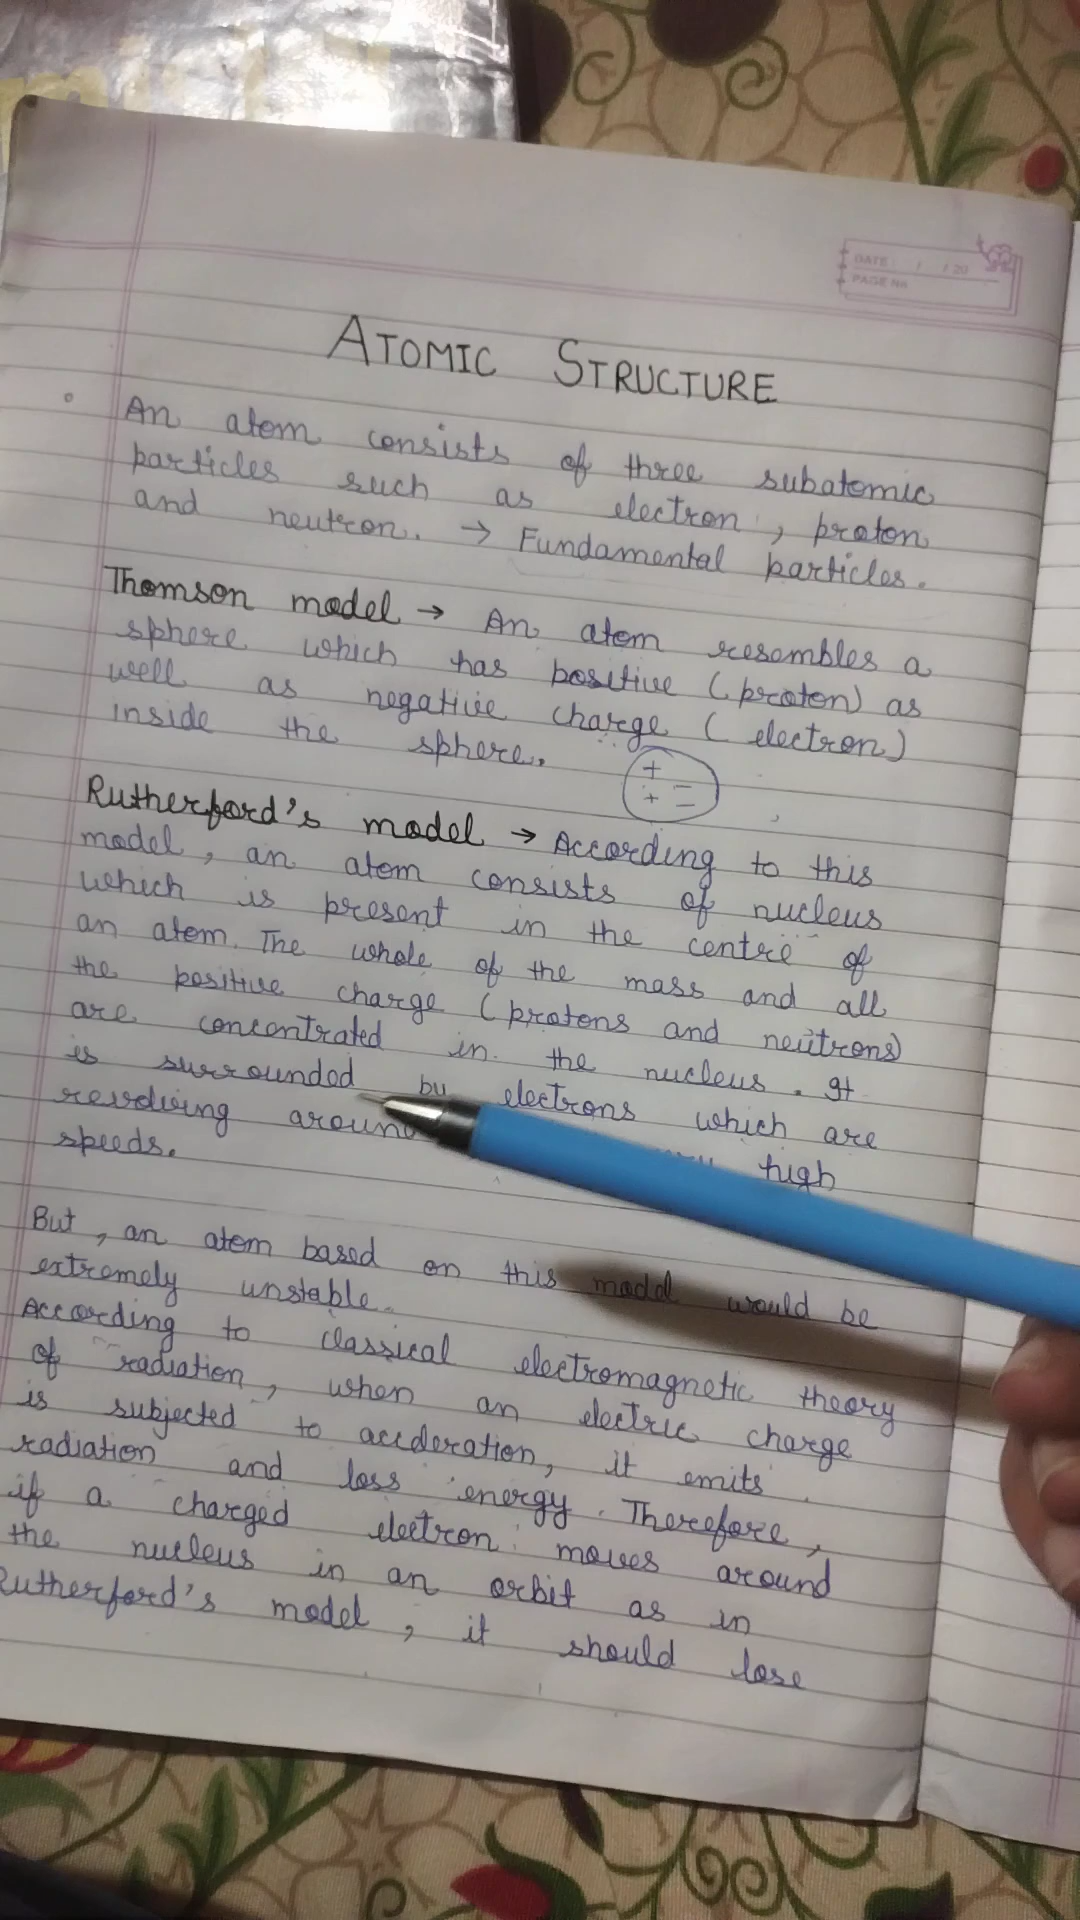 DATE / / 20
PAGE No
ATOMIC STRUCTURE
An atom consists of three subatomic
particles such as electron, proton
and neutron. → Fundamental particles.
Thomson model → An atom resembles a
sphere which has positive (proton) as
well as negative charge (electron)
inside the sphere.
+
+ =
Rutherford's model → According to this
model, an atom consists of nucleus
which is present in the centre of
an atom. The whole of the mass and all
the positive charge (protons and neutrons)
are concentrated in the nucleus. It
is surrounded by electrons which are
revolving around high
speeds.
But, an atom based on this model would be
extremely unstable.
According to classical electromagnetic theory
of radiation, when an electric charge
is subjected to acceleration, it emits
radiation and loss energy. Therefore,
if a charged electron moves around
the nucleus in an orbit as in
Rutherford's model, it should lose